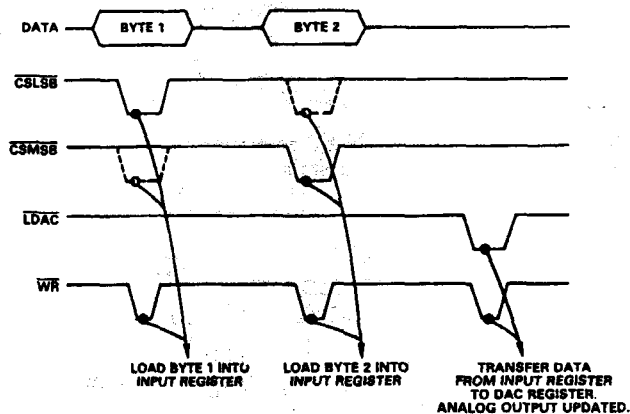 DATA
BYTE 1
BYTE 2
CSLSB
CSMSB
LDAC
WR
LOAD BYTE 1 INTO
INPUT REGISTER
LOAD BYTE 2 INTO
INPUT REGISTER
TRANSFER DATA
FROM INPUT REGISTER
TO DAC REGISTER.
ANALOG OUTPUT UPDATED.